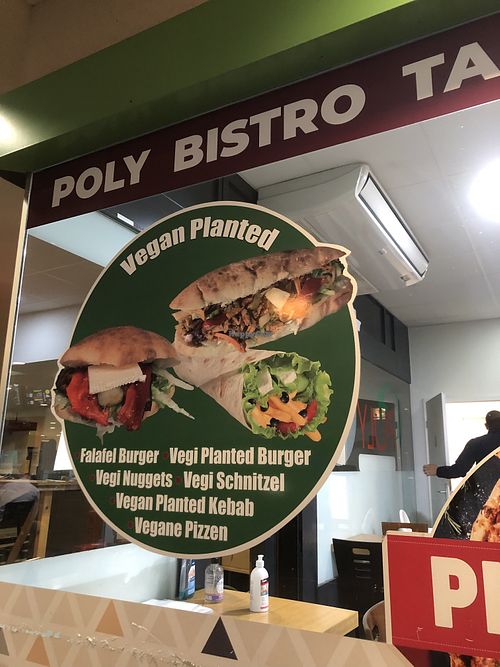 POLY BISTRO TA
Vegan Planted
Falafel Burger Vegi Planted Burger
Vegi Nuggets Vegi Schnitzel
Vegan Planted Kebab
Vegane Pizzen